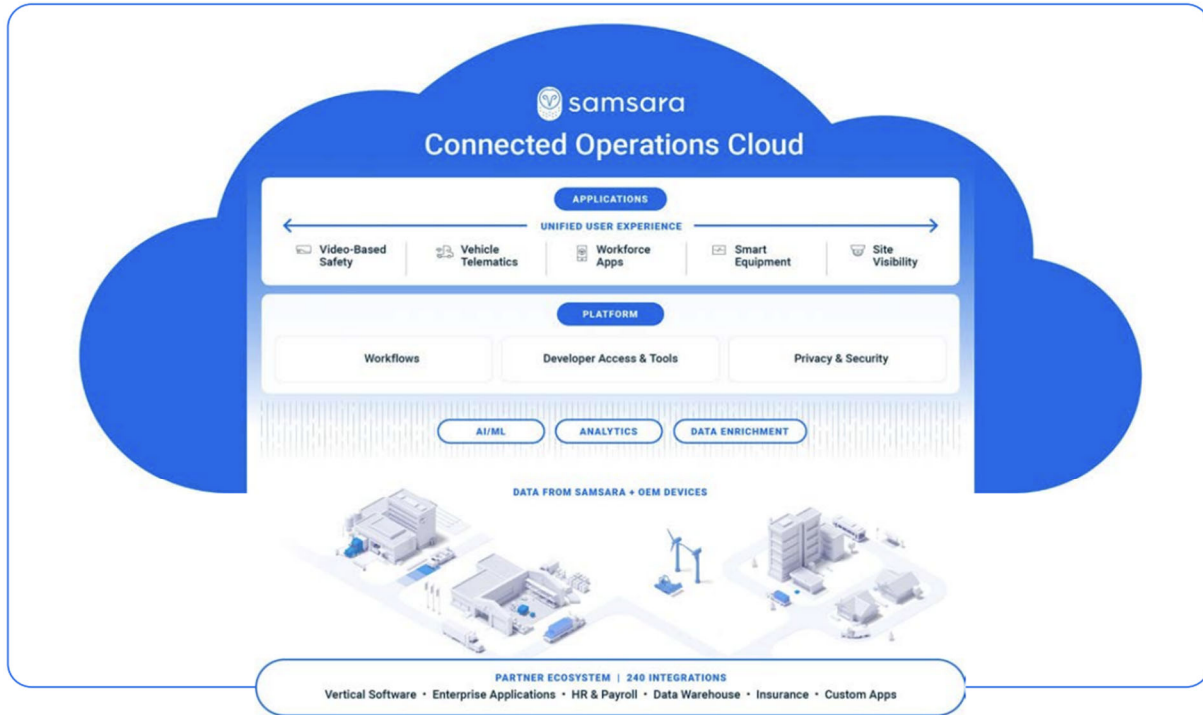 samsara
Connected Operations Cloud
APPLICATIONS
UNIFIED USER EXPERIENCE
Video-Based
Safety
Vehicle
Telematics
Workforce
Apps
Smart
Equipment
Site
Visibility
PLATFORM
Workflows
Developer Access & Tools
Privacy & Security
AI/ML
ANALYTICS
DATA ENRICHMENT
DATA FROM SAMSARA + OEM DEVICES
PARTNER ECOSYSTEM | 240 INTEGRATIONS
Vertical Software • Enterprise Applications • HR & Payroll • Data Warehouse • Insurance • Custom Apps